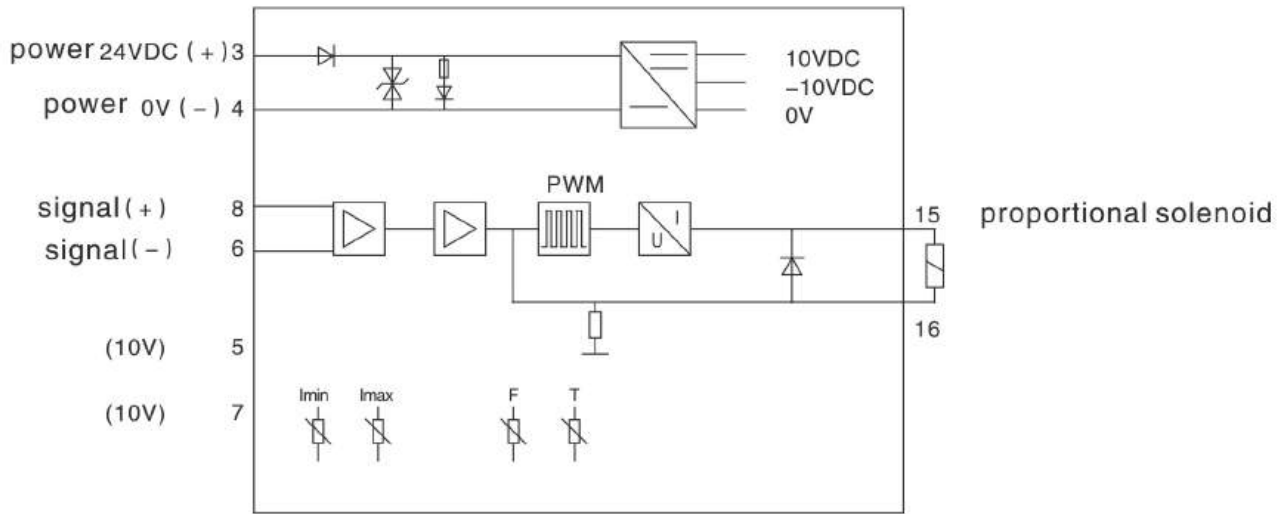 power 24VDC (+) 3
10VDC
-10VDC
power 0V (-) 4
0V
PWM
signal (+) 8
15 proportional solenoid
I
U
signal (-) 6
16
(10V) 5
Imin Imax F T
(10V) 7